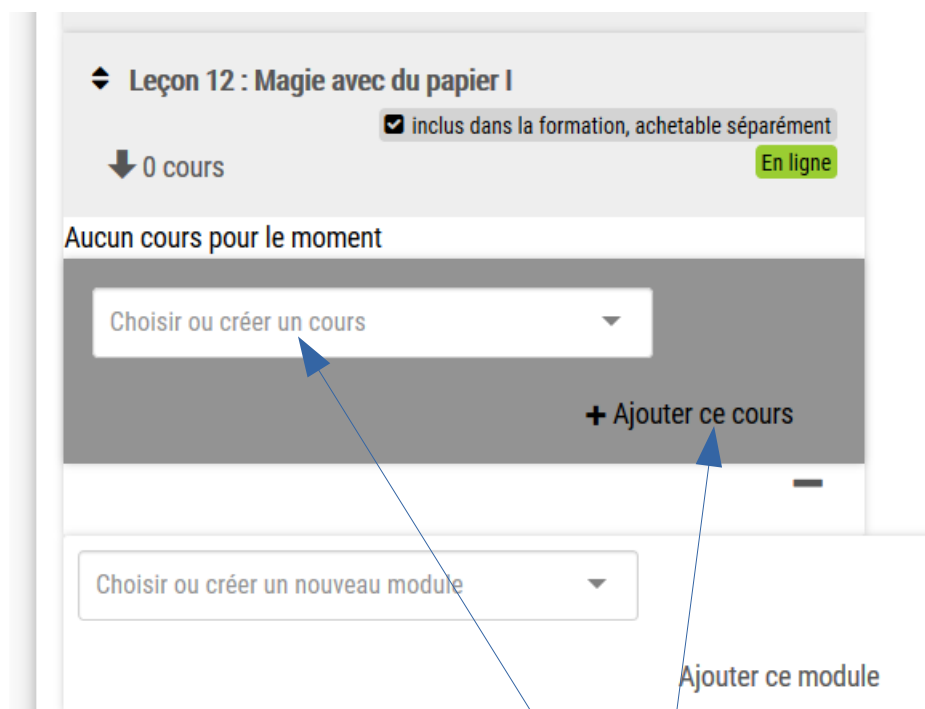 Leçon 12 : Magie avec du papier I
inclus dans la formation, achetable séparément
0 cours
En ligne
Aucun cours pour le moment
Choisir ou créer un cours
+ Ajouter ce cours
Choisir ou créer un nouveau module
Ajouter ce module